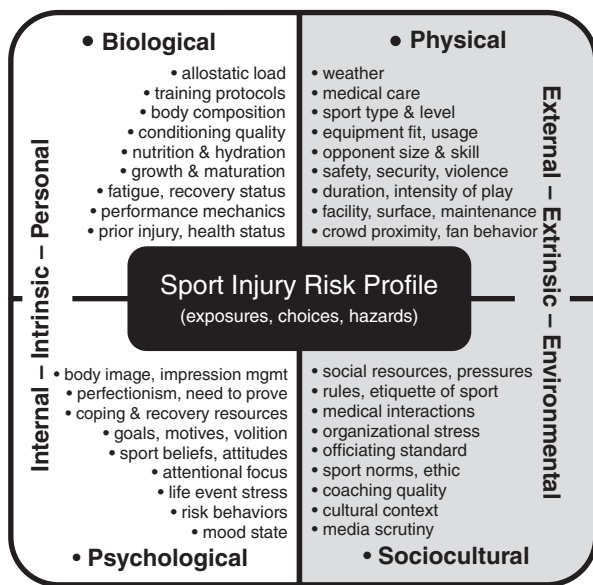 • Biological
• allostatic load
• training protocols
• body composition
• conditioning quality
• nutrition & hydration
• growth & maturation
• fatigue, recovery status
• performance mechanics
• prior injury, health status
• Physical
• weather
• medical care
• sport type & level
• equipment fit, usage
• opponent size & skill
• safety, security, violence
• duration, intensity of play
• facility, surface, maintenance
• crowd proximity, fan behavior
Internal – Intrinsic – Personal
Sport Injury Risk Profile
(exposures, choices, hazards)
External – Extrinsic – Environmental
• body image, impression mgmt
• perfectionism, need to prove
• coping & recovery resources
• goals, motives, volition
• sport beliefs, attitudes
• attentional focus
• life event stress
• risk behaviors
• mood state
• Psychological
• social resources, pressures
• rules, etiquette of sport
• medical interactions
• organizational stress
• officiating standard
• sport norms, ethic
• coaching quality
• cultural context
• media scrutiny
• Sociocultural